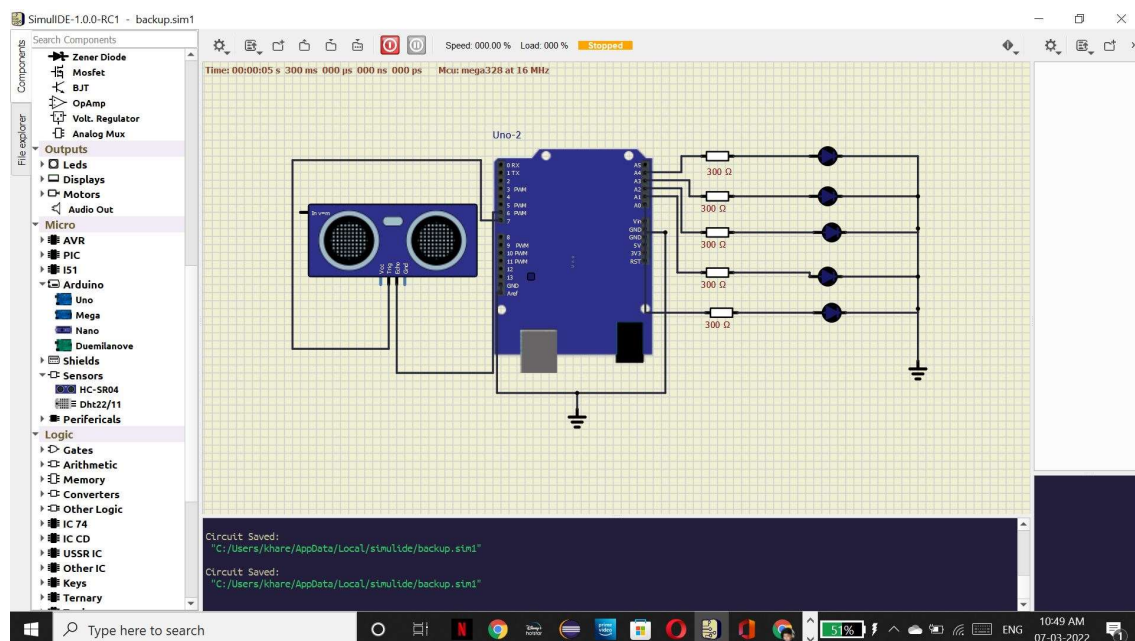 SimulIDE-1.0.0-RC1 - backup.sim1
Components
File explorer
Search Components
Zener Diode
Mosfet
BJT
OpAmp
Volt. Regulator
Analog Mux
Outputs
Leds
Displays
Motors
Audio Out
Micro
AVR
PIC
I51
Arduino
Uno
Mega
Nano
Duemilanove
Shields
Sensors
HC-SR04
Dht22/11
Perifericals
Logic
Gates
Arithmetic
Memory
Converters
Other Logic
IC 74
IC CD
USSR IC
Other IC
Keys
Ternary
Speed: 000.00 % Load: 000 % Stopped
Time: 00:00:05 s 300 ms 000 µs 000 ns 000 ps Mcu: mega328 at 16 MHz
Uno-2
0 RX
1 TX
2
3 PWM
4
5 PWM
6 PWM
7
8
9 PWM
10 PWM
11 PWM
12
13
GND
Aref
A5
A4
A3
A2
A1
A0
Vin
GND
GND
5V
3V3
RST
Vcc
Trig
Echo
Gnd
300 Ω
300 Ω
300 Ω
300 Ω
300 Ω
Circuit Saved:
"C:/Users/khare/AppData/Local/simulide/backup.sim1"
Circuit Saved:
"C:/Users/khare/AppData/Local/simulide/backup.sim1"
Type here to search
51%
ENG
10:49 AM
07-03-2022